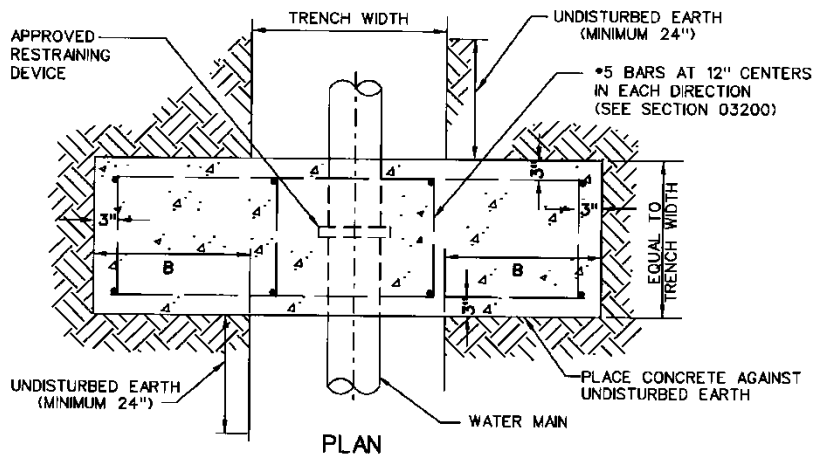 TRENCH WIDTH
UNDISTURBED EARTH
(MINIMUM 24")
APPROVED
RESTRAINING
DEVICE
•5 BARS AT 12" CENTERS
IN EACH DIRECTION
(SEE SECTION 03200)
3"
3"
3"
B
B
3"
EQUAL TO
TRENCH WIDTH
UNDISTURBED EARTH
(MINIMUM 24")
PLACE CONCRETE AGAINST
UNDISTURBED EARTH
WATER MAIN
PLAN